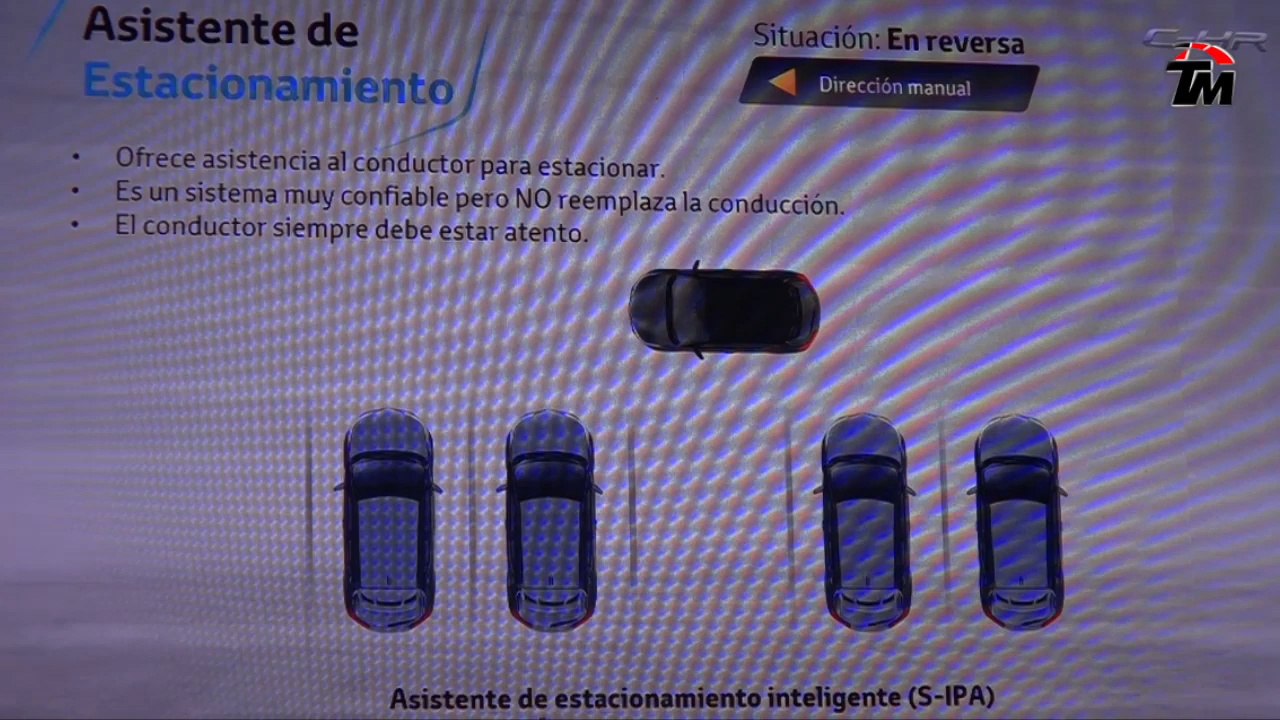 Asistente de
Estacionamiento
Situación: En reversa
Dirección manual
C-HR
TM
• Ofrece asistencia al conductor para estacionar.
• Es un sistema muy confiable pero NO reemplaza la conducción.
• El conductor siempre debe estar atento.
Asistente de estacionamiento inteligente (S-IPA)